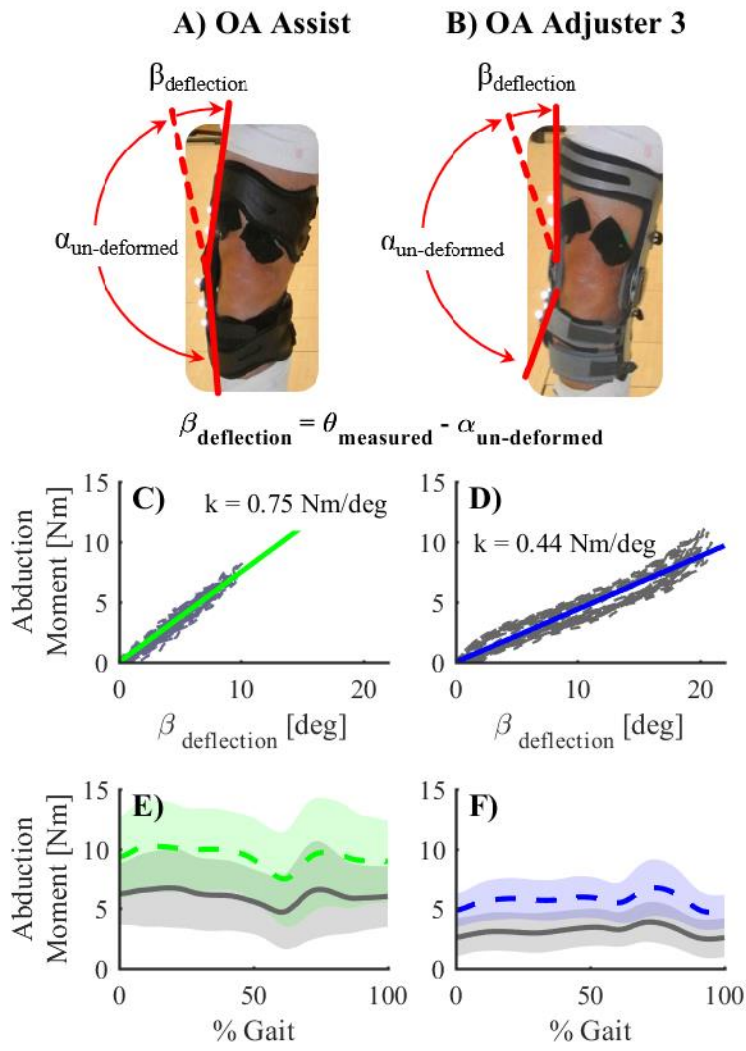 A) OA Assist
B) OA Adjuster 3
βdeflection
βdeflection
αun-deformed
αun-deformed
βdeflection = θmeasured - αun-deformed
C)
k = 0.75 Nm/deg
D)
k = 0.44 Nm/deg
Abduction
Moment [Nm]
15
10
5
0
15
10
5
0
0
10
20
0
10
20
β deflection [deg]
β deflection [deg]
E)
F)
Abduction
Moment [Nm]
15
10
5
0
15
10
5
0
0
50
100
0
50
100
% Gait
% Gait